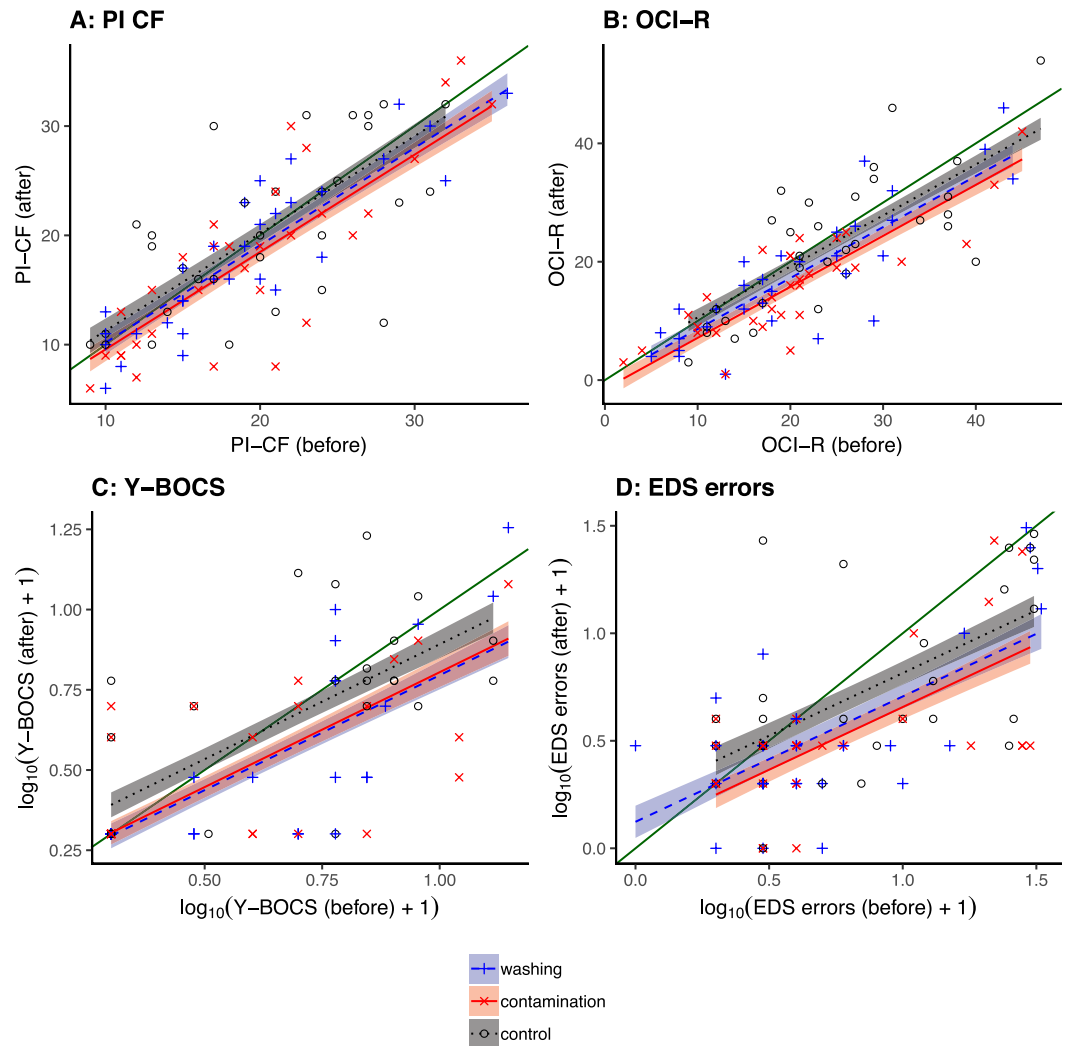 A: PI CF
B: OCI−R
PI−CF (after)
30
20
10
10
20
30
PI−CF (before)
OCI−R (after)
40
20
0
0
10
20
30
40
OCI−R (before)
C: Y−BOCS
D: EDS errors
log₁₀(Y−BOCS (after) + 1)
1.25
1.00
0.75
0.50
0.25
0.50
0.75
1.00
log₁₀(Y−BOCS (before) + 1)
log₁₀(EDS errors (after) + 1)
1.5
1.0
0.5
0.0
0.0
0.5
1.0
1.5
log₁₀(EDS errors (before) + 1)
washing
contamination
control